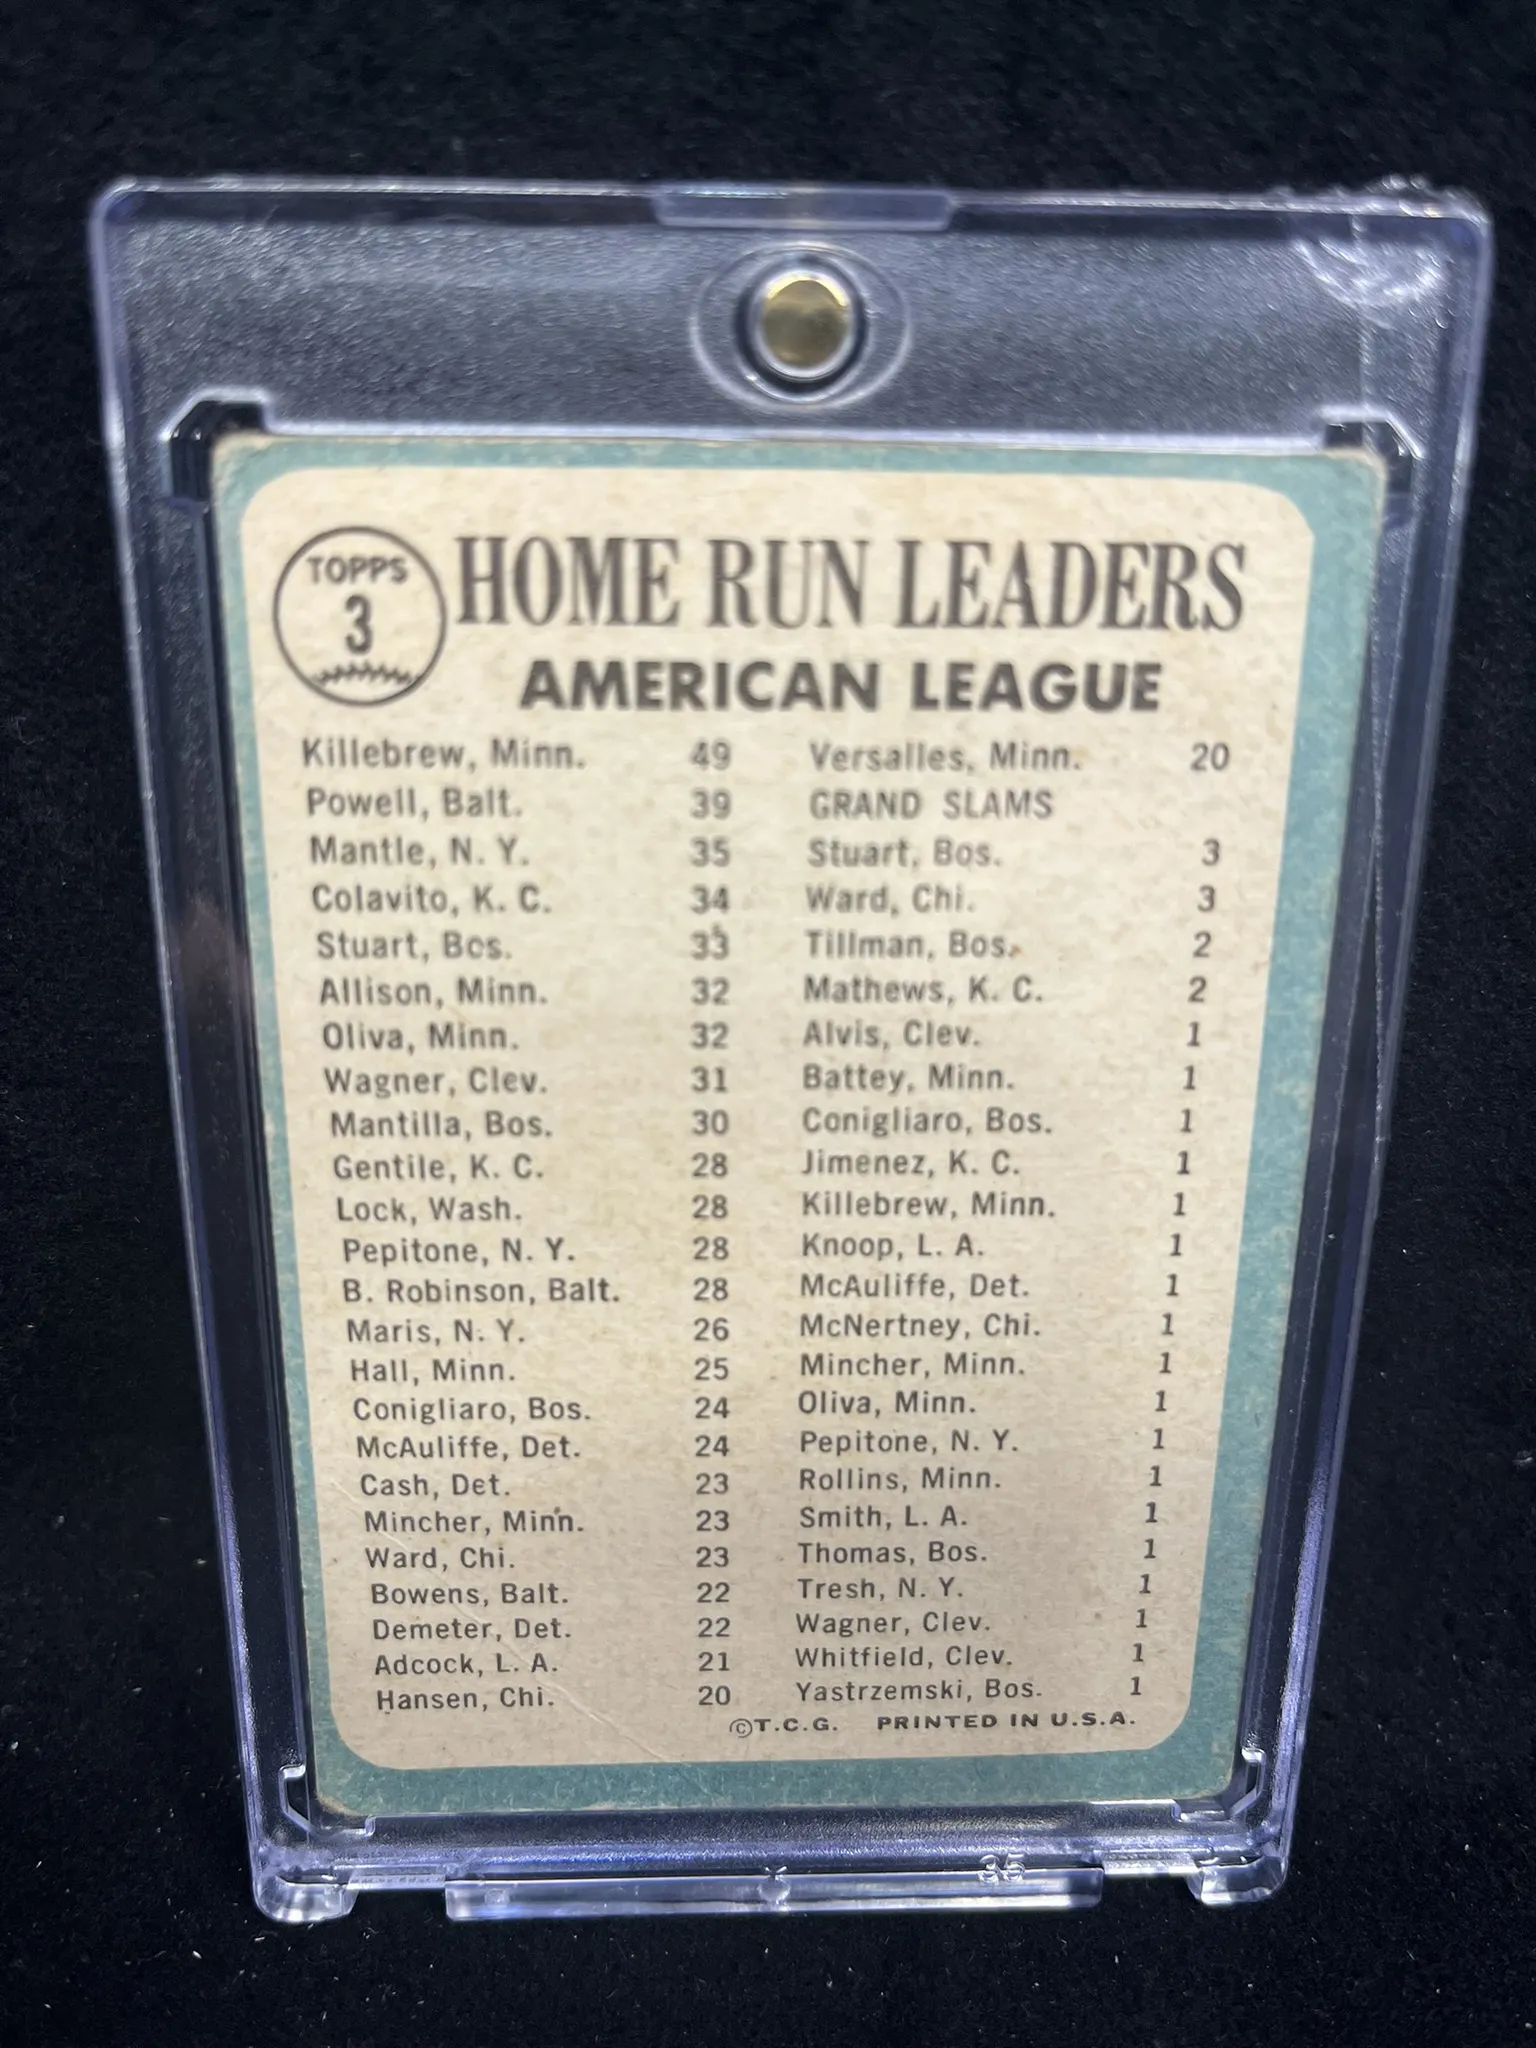 TOPPS
3
HOME RUN LEADERS
AMERICAN LEAGUE
Killebrew, Minn. 49
Powell, Balt. 39
Mantle, N. Y. 35
Colavito, K. C. 34
Stuart, Bos. 33
Allison, Minn. 32
Oliva, Minn. 32
Wagner, Clev. 31
Mantilla, Bos. 30
Gentile, K. C. 28
Lock, Wash. 28
Pepitone, N. Y. 28
B. Robinson, Balt. 28
Maris, N. Y. 26
Hall, Minn. 25
Conigliaro, Bos. 24
McAuliffe, Det. 24
Cash, Det. 23
Mincher, Minn. 23
Ward, Chi. 23
Bowens, Balt. 22
Demeter, Det. 22
Adcock, L. A. 21
Hansen, Chi. 20
Versalles, Minn. 20
GRAND SLAMS
Stuart, Bos. 3
Ward, Chi. 3
Tillman, Bos. 2
Mathews, K. C. 2
Alvis, Clev. 1
Battey, Minn. 1
Conigliaro, Bos. 1
Jimenez, K. C. 1
Killebrew, Minn. 1
Knoop, L. A. 1
McAuliffe, Det. 1
McNertney, Chi. 1
Mincher, Minn. 1
Oliva, Minn. 1
Pepitone, N. Y. 1
Rollins, Minn. 1
Smith, L. A. 1
Thomas, Bos. 1
Tresh, N. Y. 1
Wagner, Clev. 1
Whitfield, Clev. 1
Yastrzemski, Bos. 1
©T.C.G. PRINTED IN U.S.A.
35